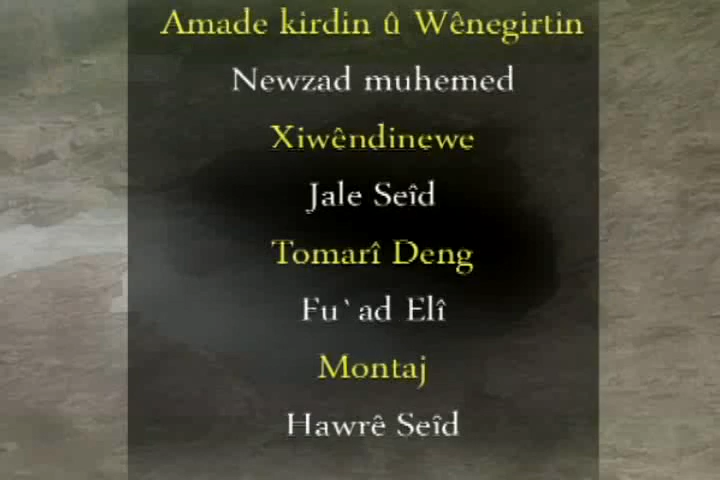 Amade kirdin û Wênegirtin
Newzad muhemed
Xiwêndinewe
Jale Seîd
Tomarî Deng
Fu`ad Elî
Montaj
Hawrê Seîd